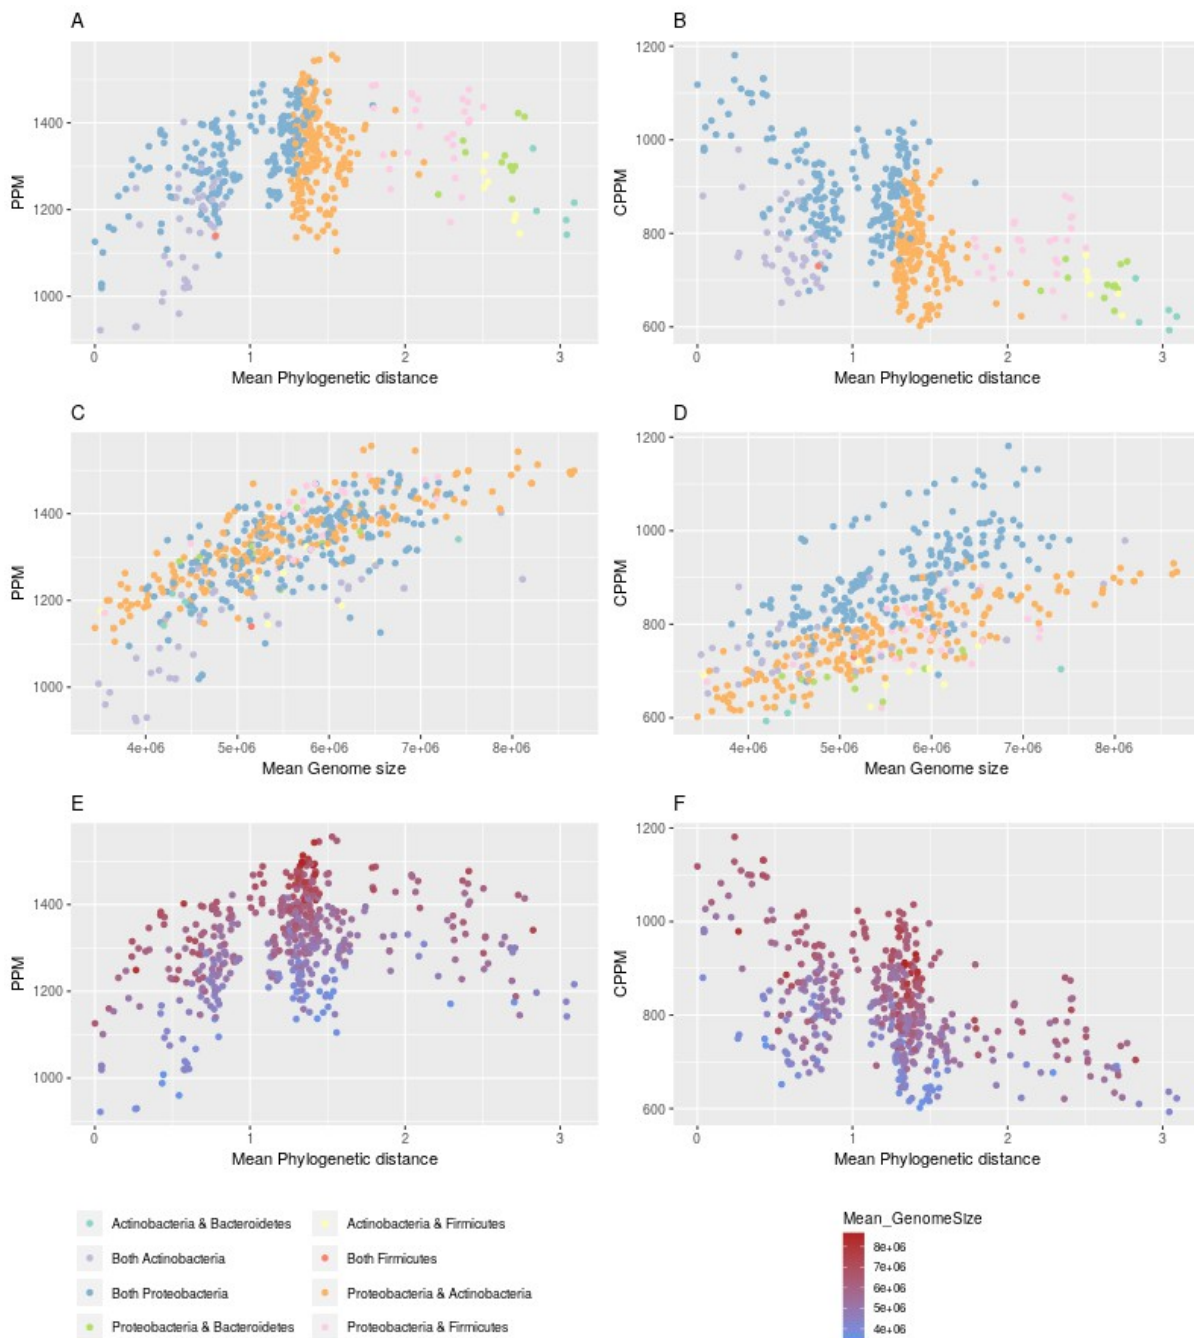 A
PPM
1400
1200
1000
0 1 2 3
Mean Phylogenetic distance
B
CPPM
1200
1000
800
600
0 1 2 3
Mean Phylogenetic distance
C
PPM
1400
1200
1000
4e+06 5e+06 6e+06 7e+06 8e+06
Mean Genome size
D
CPPM
1200
1000
800
600
4e+06 5e+06 6e+06 7e+06 8e+06
Mean Genome size
E
PPM
1400
1200
1000
0 1 2 3
Mean Phylogenetic distance
F
CPPM
1200
1000
800
600
0 1 2 3
Mean Phylogenetic distance
Actinobacteria & Bacteroidetes
Actinobacteria & Firmicutes
Both Actinobacteria
Both Firmicutes
Both Proteobacteria
Proteobacteria & Actinobacteria
Proteobacteria & Bacteroidetes
Proteobacteria & Firmicutes
Mean_GenomeSize
8e+06
7e+06
6e+06
5e+06
4e+06